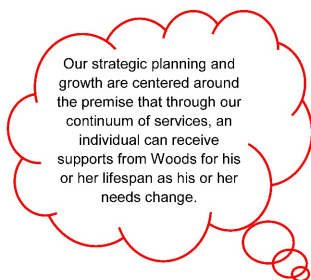 Our strategic planning and
growth are centered around
the premise that through our
continuum of services, an
individual can receive
supports from Woods for his
or her lifespan as his or her
needs change.